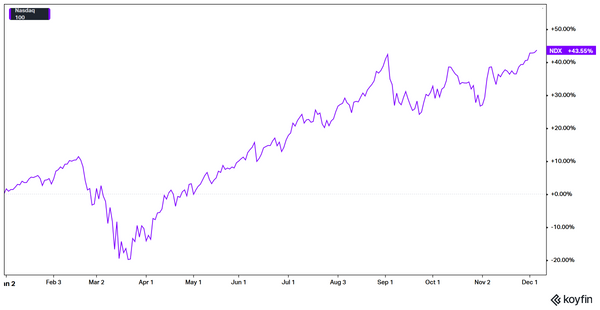 Nasdaq
100
+50.00%
NDX +43.55%
+40.00%
+30.00%
+20.00%
+10.00%
+0.00%
-10.00%
-20.00%
an 2 Feb 3 Mar 2 Apr 1 May 1 Jun 1 Jul 1 Aug 3 Sep 1 Oct 1 Nov 2 Dec 1
koyfin